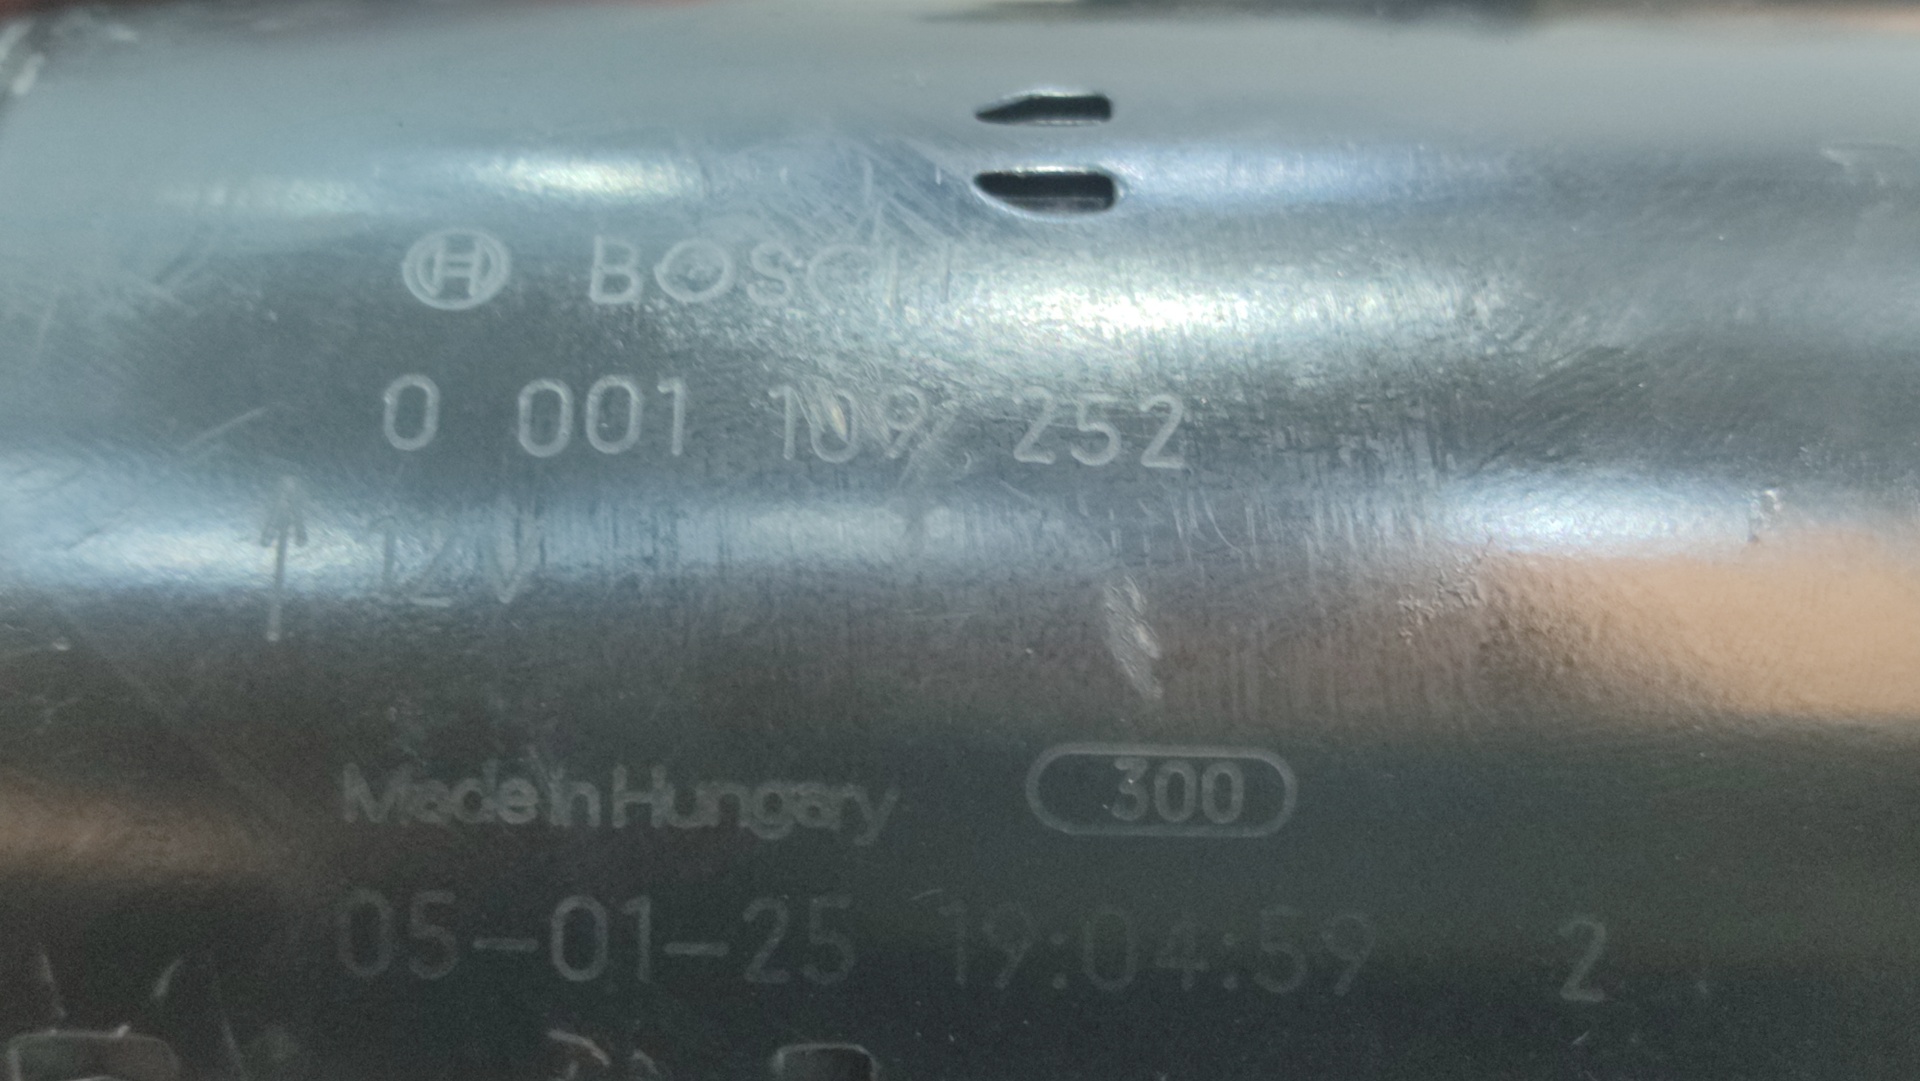 BOSCH
0 001 109 252
↑ 12V
Made in Hungary 300
05-01-25 19:04:59 2